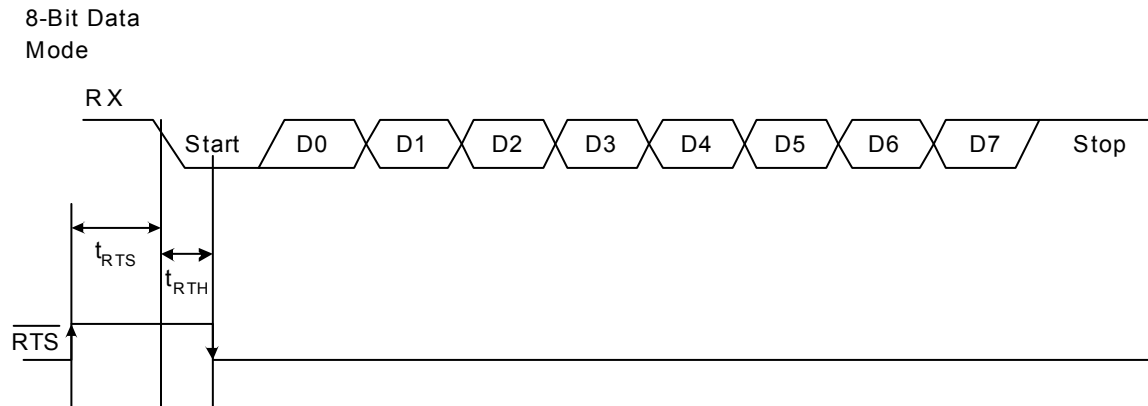 8-Bit Data
Mode
RX
Start D0 D1 D2 D3 D4 D5 D6 D7 Stop
tRTS
tRTH
RTS